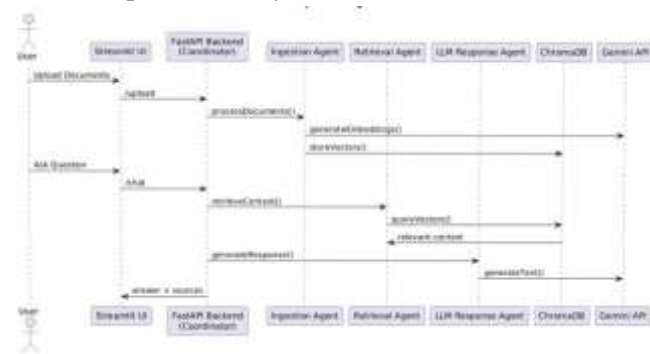 User
Streamlit UI
FastAPI Backend
(Coordinator)
Ingestion Agent
Retrieval Agent
LLM Response Agent
ChromaDB
Gemini API
Upload Documents
/upload
processDocuments()
generateEmbeddings()
storeVectors()
Ask Question
/chat
retrieveContext()
queryVectors()
relevant context
generateResponse()
generateText()
answer + sources
User
Streamlit UI
FastAPI Backend
(Coordinator)
Ingestion Agent
Retrieval Agent
LLM Response Agent
ChromaDB
Gemini API